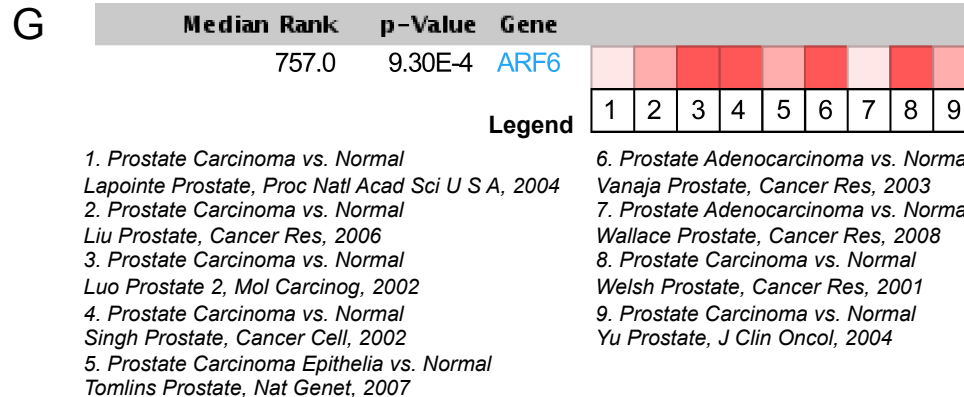 G
Median Rank p-Value Gene
757.0 9.30E-4 ARF6
Legend 1 2 3 4 5 6 7 8 9
1. Prostate Carcinoma vs. Normal
Lapointe Prostate, Proc Natl Acad Sci U S A, 2004
2. Prostate Carcinoma vs. Normal
Liu Prostate, Cancer Res, 2006
3. Prostate Carcinoma vs. Normal
Luo Prostate 2, Mol Carcinog, 2002
4. Prostate Carcinoma vs. Normal
Singh Prostate, Cancer Cell, 2002
5. Prostate Carcinoma Epithelia vs. Normal
Tomlins Prostate, Nat Genet, 2007
6. Prostate Adenocarcinoma vs. Norma
Vanaja Prostate, Cancer Res, 2003
7. Prostate Adenocarcinoma vs. Norma
Wallace Prostate, Cancer Res, 2008
8. Prostate Carcinoma vs. Normal
Welsh Prostate, Cancer Res, 2001
9. Prostate Carcinoma vs. Normal
Yu Prostate, J Clin Oncol, 2004